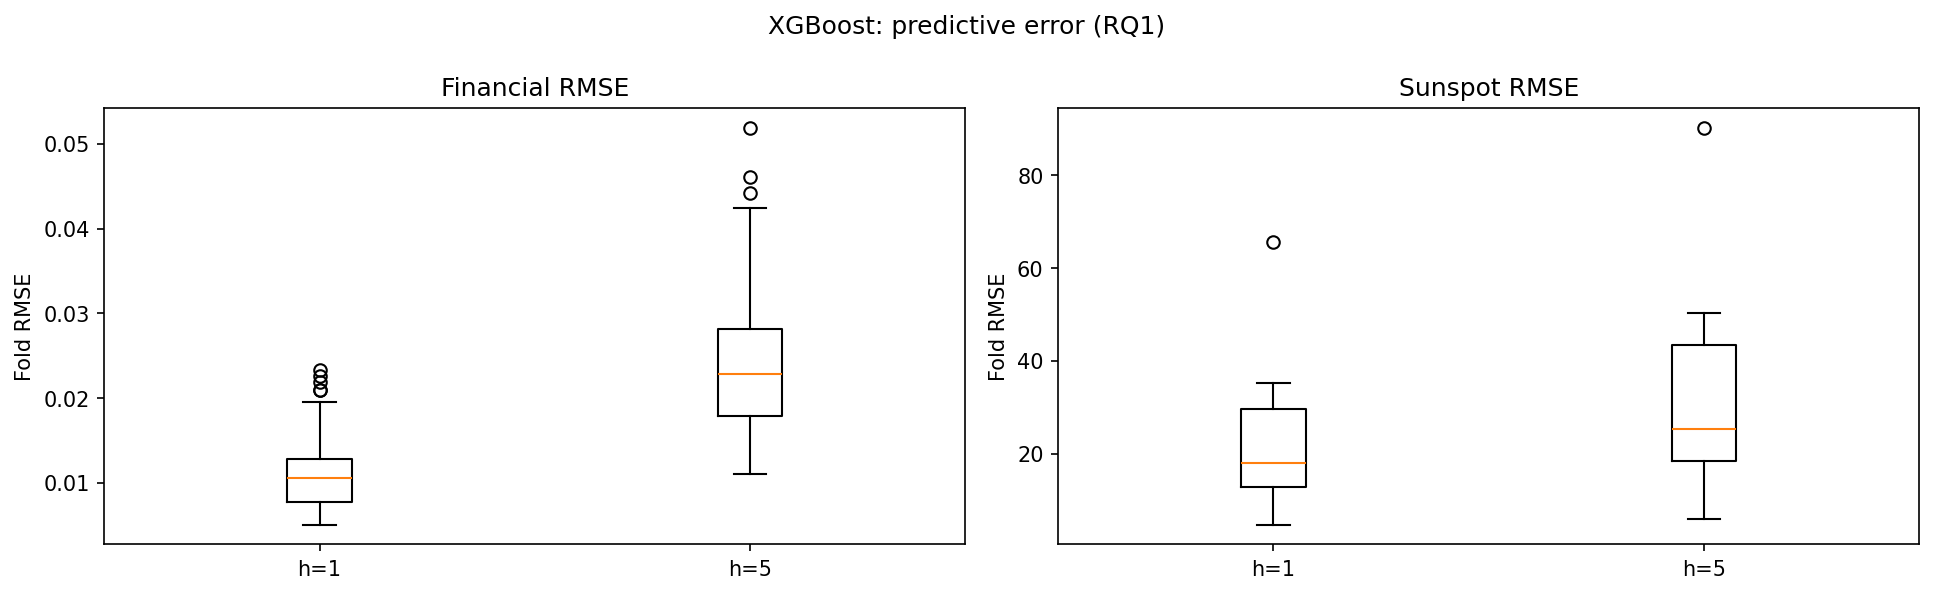 XGBoost: predictive error (RQ1)
Financial RMSE
Fold RMSE
0.05
0.04
0.03
0.02
0.01
h=1
h=5
Sunspot RMSE
Fold RMSE
80
60
40
20
h=1
h=5